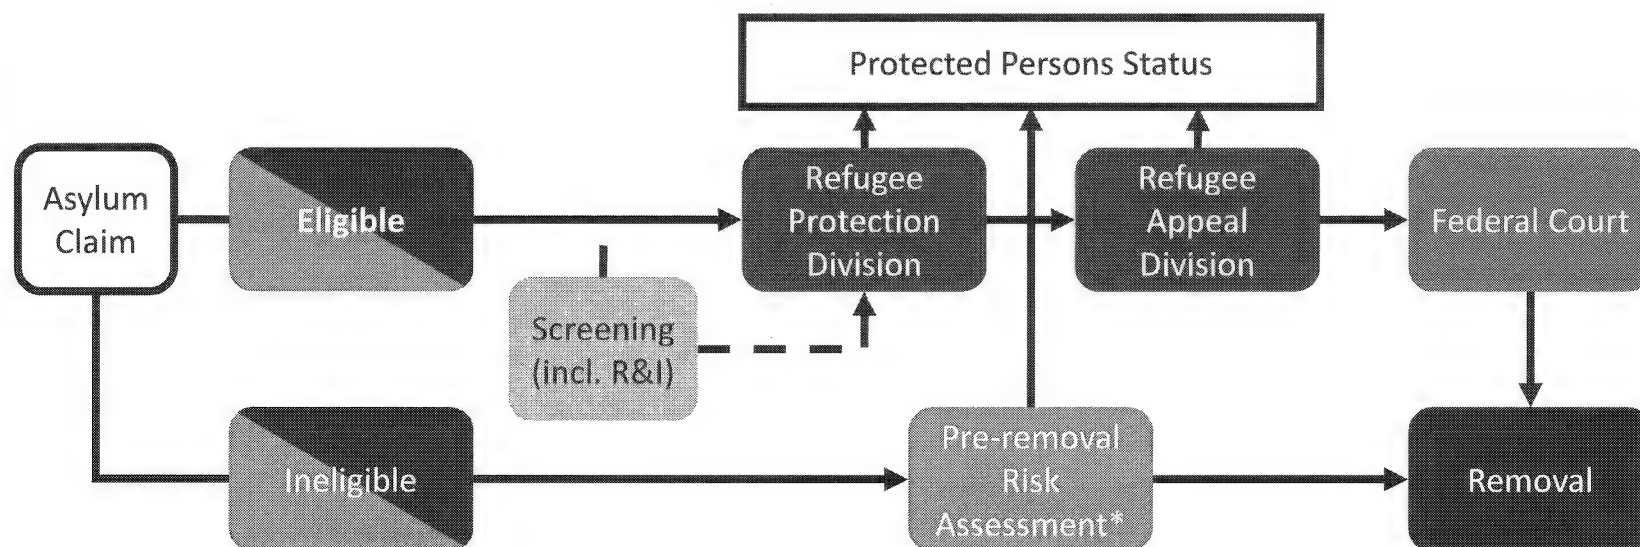 Protected Persons Status
Asylum
Claim
Eligible
Refugee
Protection
Division
Refugee
Appeal
Division
Federal Court
Screening
(incl. R&I)
Ineligible
Pre-removal
Risk
Assessment*
Removal